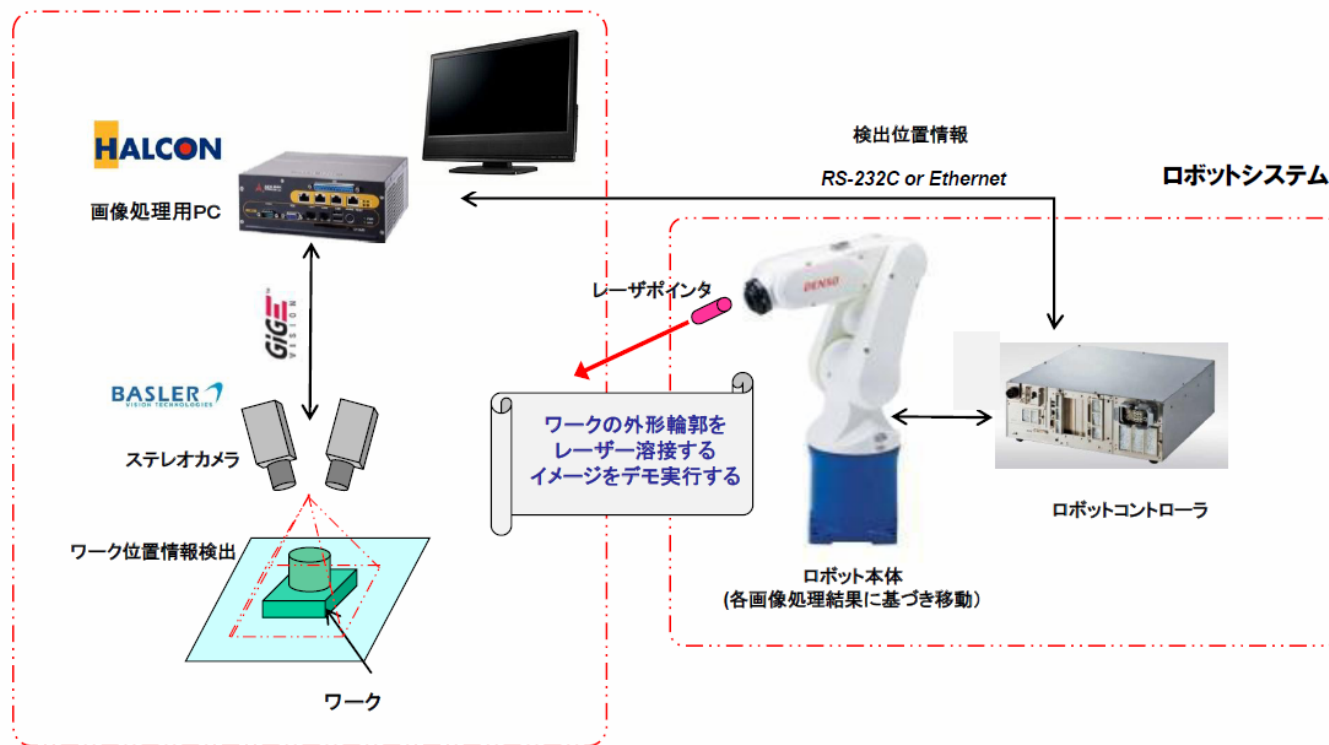 HALCON
画像処理用PC
GiGE
VISION
BASLER
VISION TECHNOLOGIES
ステレオカメラ
ワーク位置情報検出
ワーク
検出位置情報
RS-232C or Ethernet
ロボットシステム
レーザポインタ
DENSO
ワークの外形輪郭を
レーザー溶接する
イメージをデモ実行する
ロボットコントローラ
ロボット本体
(各画像処理結果に基づき移動)